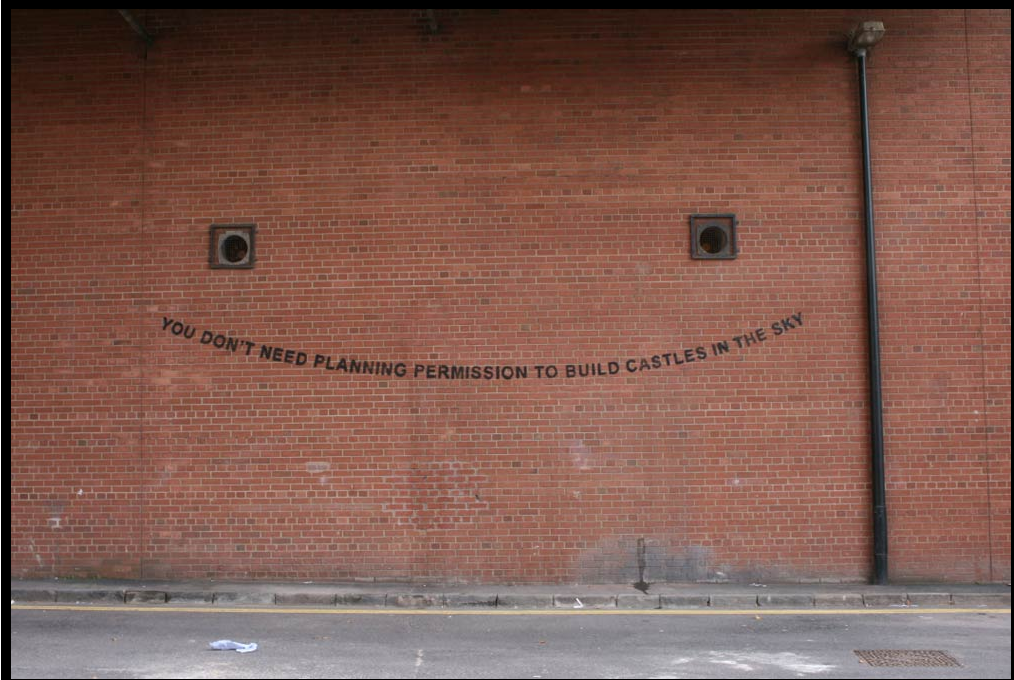 YOU DON'T NEED PLANNING PERMISSION TO BUILD CASTLES IN THE SKY